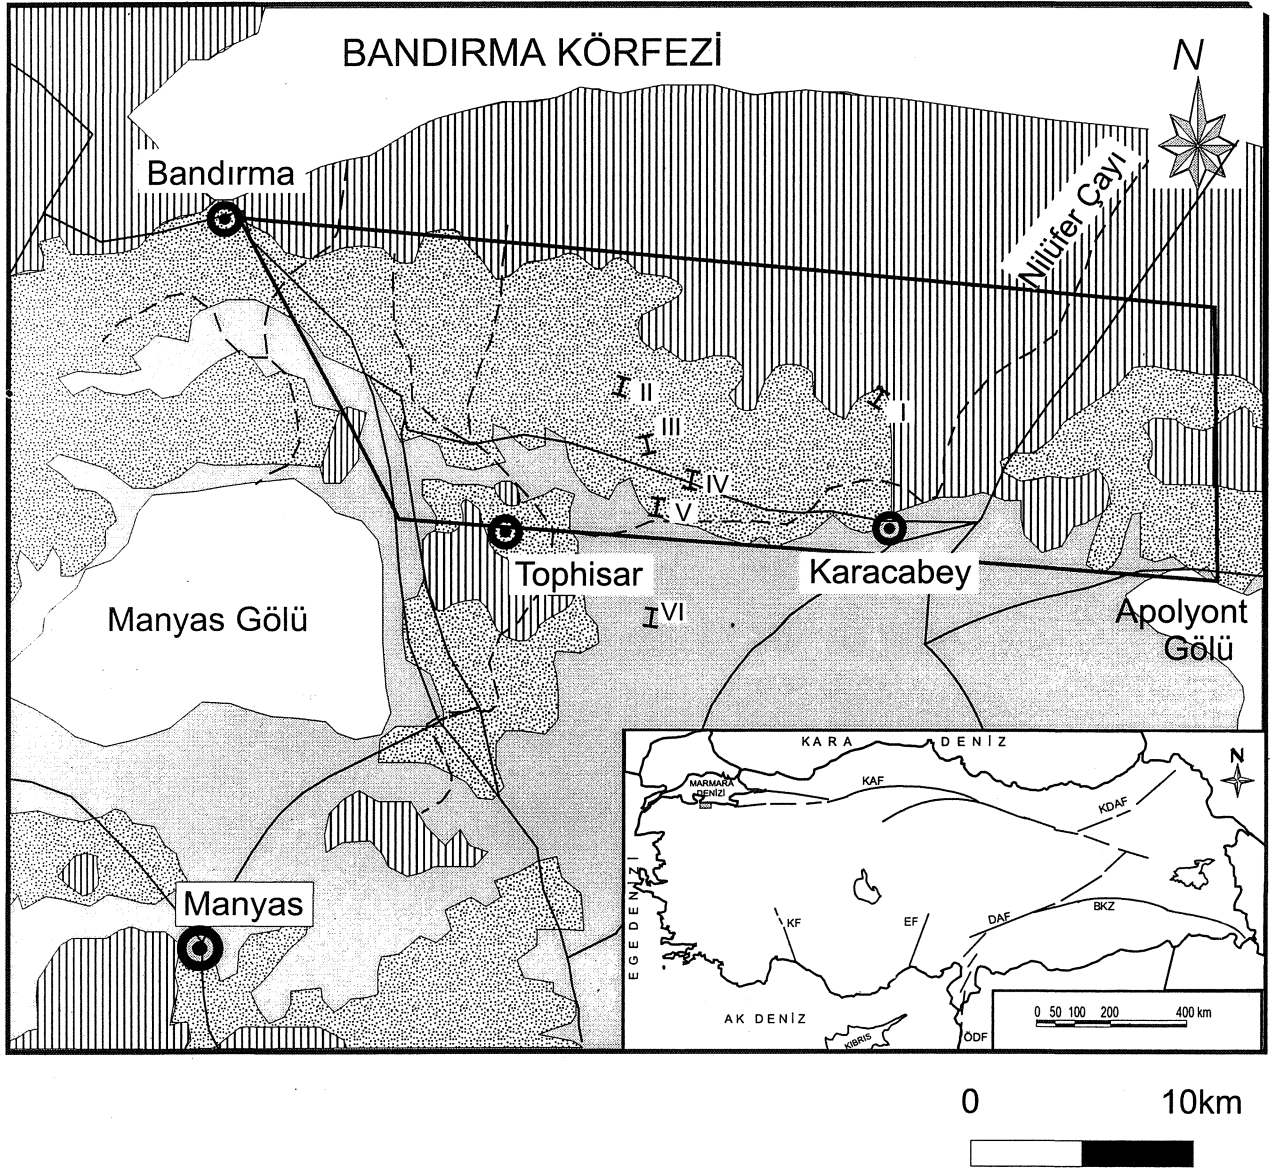 BANDIRMA KÖRFEZİ
N
Bandırma
Nilüfer Çayı
II
I
III
IV
V
Tophisar
Karacabey
Manyas Gölü
VI
Apolyont
Gölü
Manyas
KARA DENİZ
N
MARMARA
DENİZİ
KAF
KDAF
EGE DENİZİ
KF
EF
DAF
BKZ
AK DENİZ
KIBRIS
ÖDF
0 50 100 200 400 km
0 10km